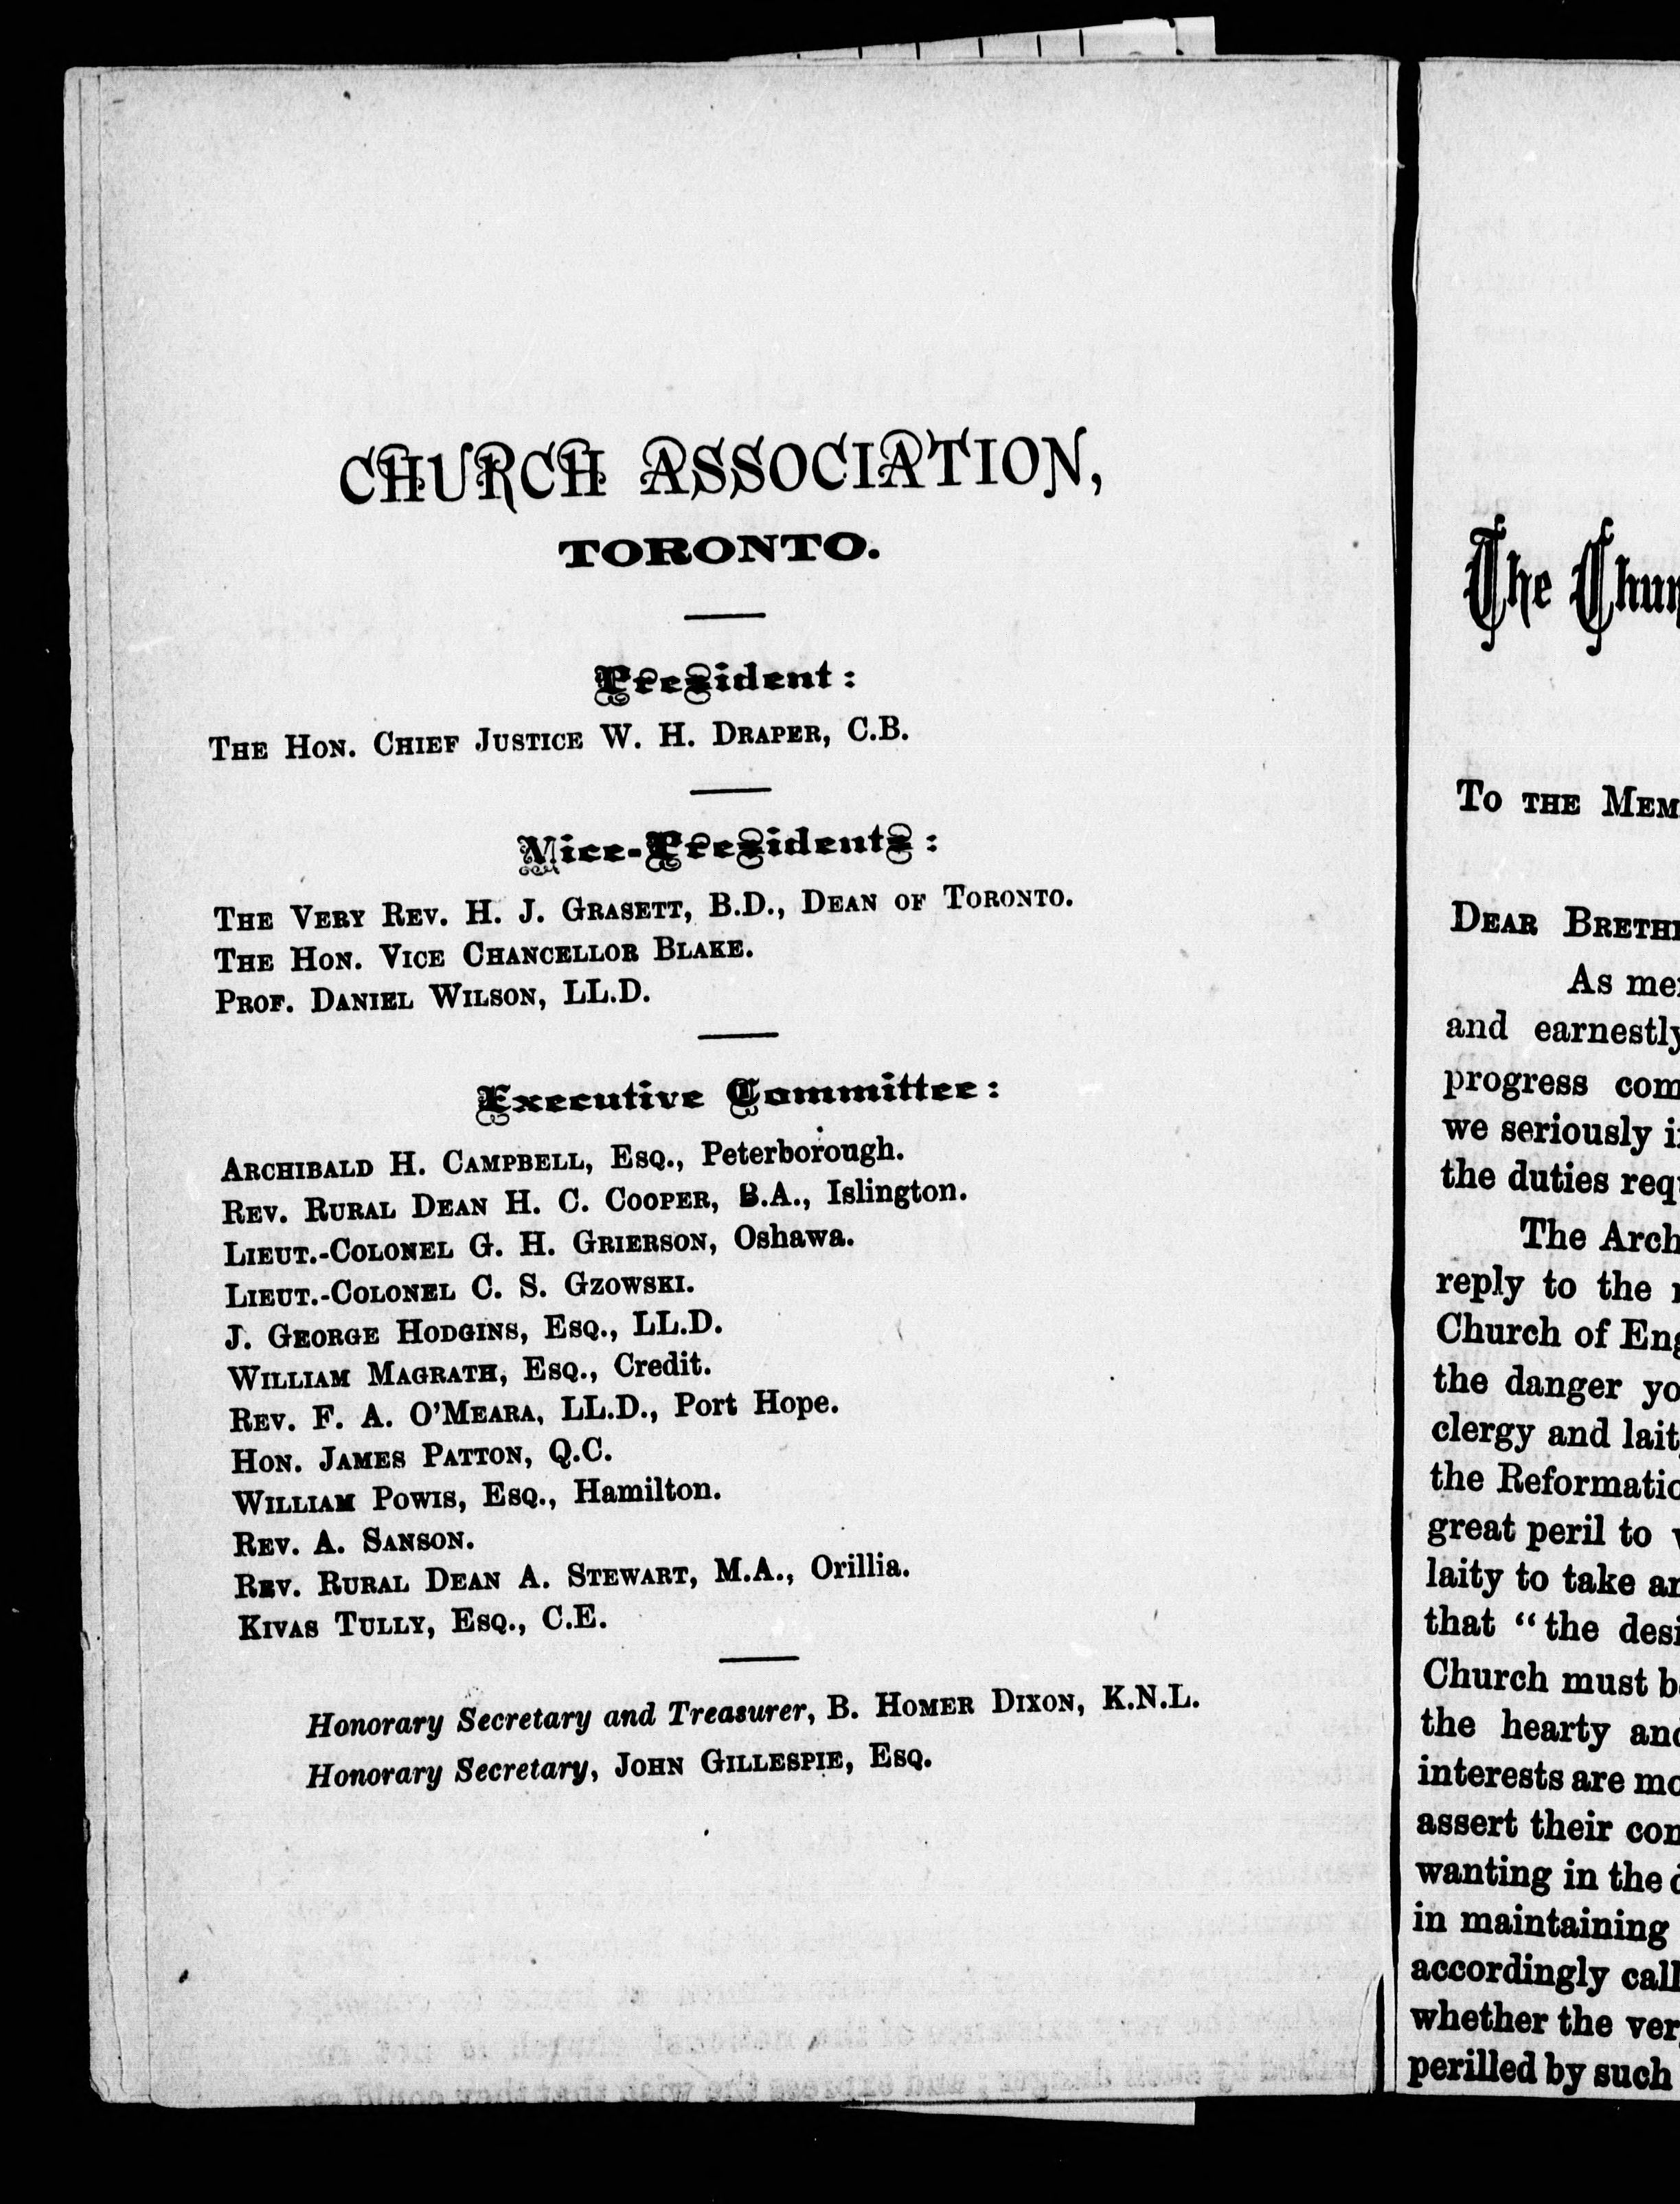 CHURCH ASSOCIATION,
TORONTO.
President:
THE HON. CHIEF JUSTICE W. H. DRAPER, C.B.
Vice-Presidents:
THE VERY REV. H. J. GRASETT, B.D., DEAN OF TORONTO.
THE HON. VICE CHANCELLOR BLAKE.
PROF. DANIEL WILSON, LL.D.
Executive Committee:
ARCHIBALD H. CAMPBELL, ESQ., Peterborough.
REV. RURAL DEAN H. C. COOPER, B.A., Islington.
LIEUT.-COLONEL G. H. GRIERSON, Oshawa.
LIEUT.-COLONEL C. S. GZOWSKI.
J. GEORGE HODGINS, ESQ., LL.D.
WILLIAM MAGRATH, ESQ., Credit.
REV. F. A. O'MEARA, LL.D., Port Hope.
HON. JAMES PATTON, Q.C.
WILLIAM POWIS, ESQ., Hamilton.
REV. A. SANSON.
REV. RURAL DEAN A. STEWART, M.A., Orillia.
KIVAS TULLY, ESQ., C.E.
Honorary Secretary and Treasurer, B. HOMER DIXON, K.N.L.
Honorary Secretary, JOHN GILLESPIE, ESQ.
The Chur
TO THE MEM
DEAR BRETH
As me
and earnestly
progress com
we seriously i
the duties req
The Arch
reply to the
Church of Eng
the danger yo
clergy and lait
the Reformatio
great peril to
laity to take an
that "the desi
Church must b
the hearty and
interests are mo
assert their con
wanting in the
in maintaining
accordingly call
whether the ver
perilled by such